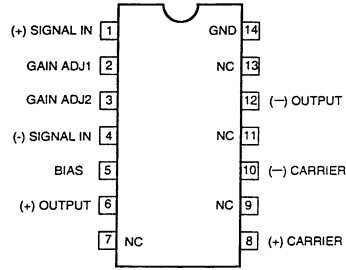 (+) SIGNAL IN 1
GND 14
GAIN ADJ1 2
NC 13
GAIN ADJ2 3
12 (—) OUTPUT
(-) SIGNAL IN 4
NC 11
BIAS 5
10 (—) CARRIER
(+) OUTPUT 6
NC 9
7 NC
8 (+) CARRIER